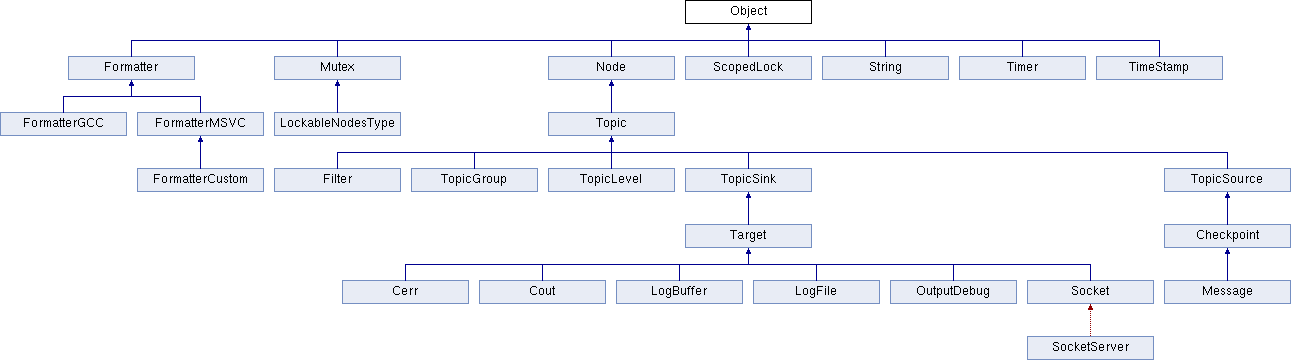 Object
Formatter
Mutex
Node
ScopedLock
String
Timer
TimeStamp
FormatterGCC
FormatterMSVC
LockableNodesType
Topic
FormatterCustom
Filter
TopicGroup
TopicLevel
TopicSink
TopicSource
Target
Checkpoint
Cerr
Cout
LogBuffer
LogFile
OutputDebug
Socket
Message
SocketServer